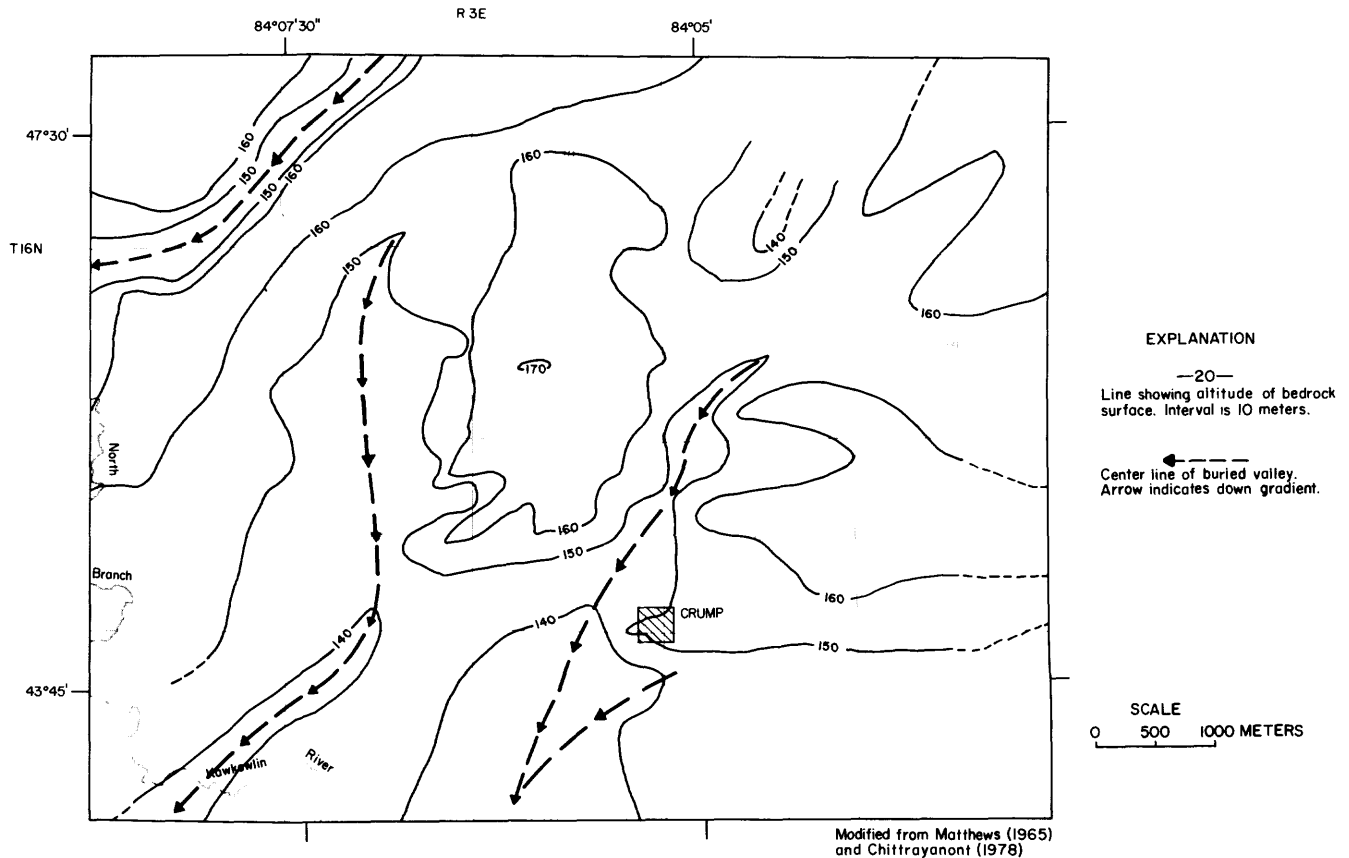 R 3E
84°07'30"
84°05'
47°30'
T 16N
43°45'
160
150
150
160
160
150
160
170
140
150
160
160
150
140
140
160
150
North
Branch
Kawkawlin
River
CRUMP
EXPLANATION
—20—
Line showing altitude of bedrock
surface. Interval is 10 meters.
Center line of buried valley.
Arrow indicates down gradient.
SCALE
0 500 1000 METERS
Modified from Matthews (1965)
and Chittrayanont (1978)